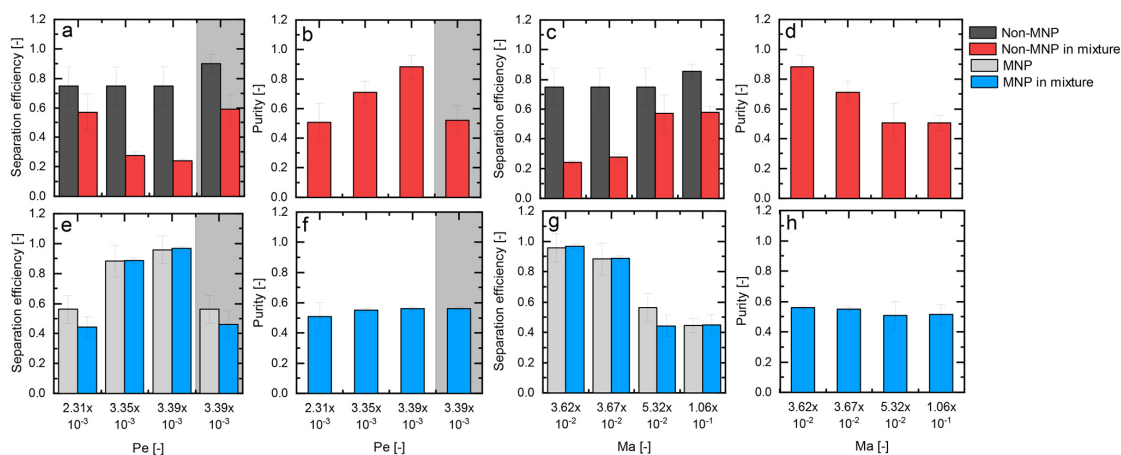 a
b
c
d
1.2
1.0
0.8
0.6
0.4
0.2
0.0
Separation efficiency [-]
1.2
1.0
0.8
0.6
0.4
0.2
0.0
Purity [-]
1.2
1.0
0.8
0.6
0.4
0.2
0.0
Separation efficiency [-]
1.2
1.0
0.8
0.6
0.4
0.2
0.0
Purity [-]
Non-MNP
Non-MNP in mixture
MNP
MNP in mixture
e
f
g
h
1.2
1.0
0.8
0.6
0.4
0.2
0.0
Separation efficiency [-]
1.2
1.0
0.8
0.6
0.4
0.2
0.0
Purity [-]
1.2
1.0
0.8
0.6
0.4
0.2
0.0
Separation efficiency [-]
1.2
1.0
0.8
0.6
0.4
0.2
0.0
Purity [-]
2.31x 3.35x 3.39x 3.39x
10⁻³ 10⁻³ 10⁻³ 10⁻³
Pe [-]
2.31x 3.35x 3.39x 3.39x
10⁻³ 10⁻³ 10⁻³ 10⁻³
Pe [-]
3.62x 3.67x 5.32x 1.06x
10⁻² 10⁻² 10⁻² 10⁻¹
Ma [-]
3.62x 3.67x 5.32x 1.06x
10⁻² 10⁻² 10⁻² 10⁻¹
Ma [-]